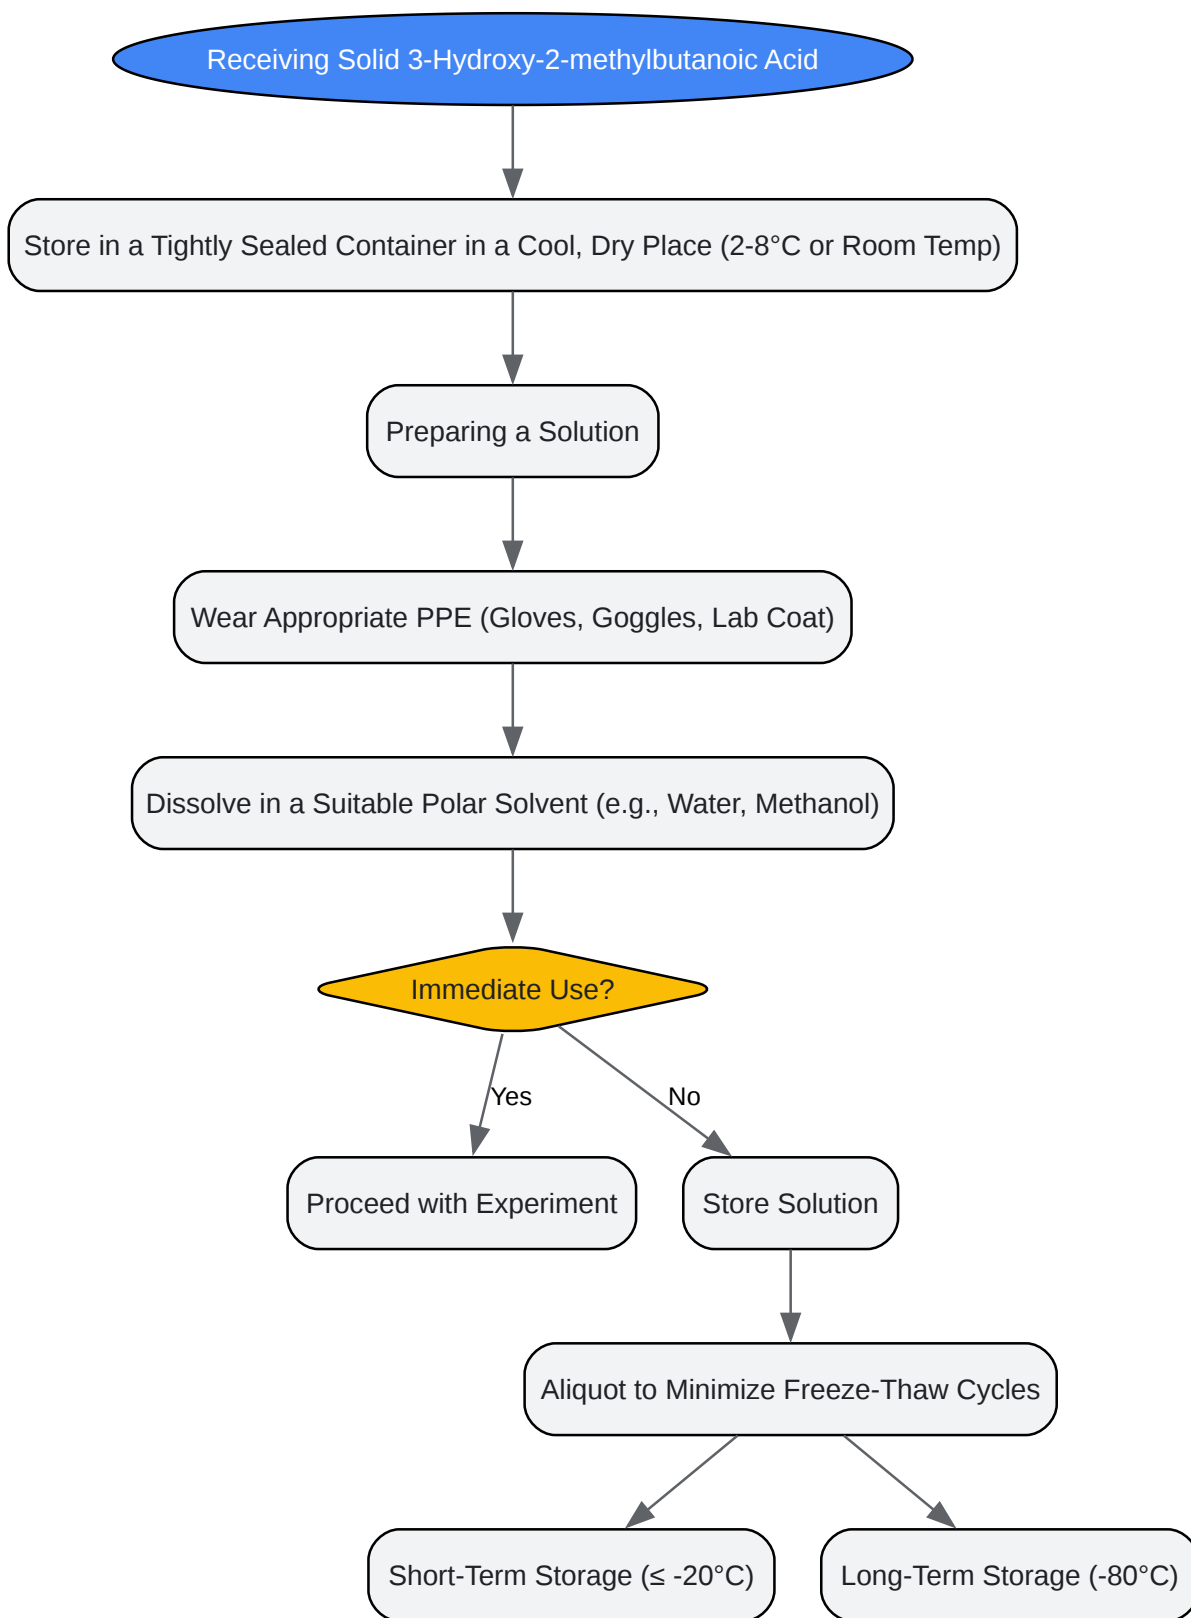 Receiving Solid 3-Hydroxy-2-methylbutanoic Acid
Store in a Tightly Sealed Container in a Cool, Dry Place (2-8°C or Room Temp)
Preparing a Solution
Wear Appropriate PPE (Gloves, Goggles, Lab Coat)
Dissolve in a Suitable Polar Solvent (e.g., Water, Methanol)
Immediate Use?
Yes
No
Proceed with Experiment
Store Solution
Aliquot to Minimize Freeze-Thaw Cycles
Short-Term Storage (≤ -20°C)
Long-Term Storage (-80°C)